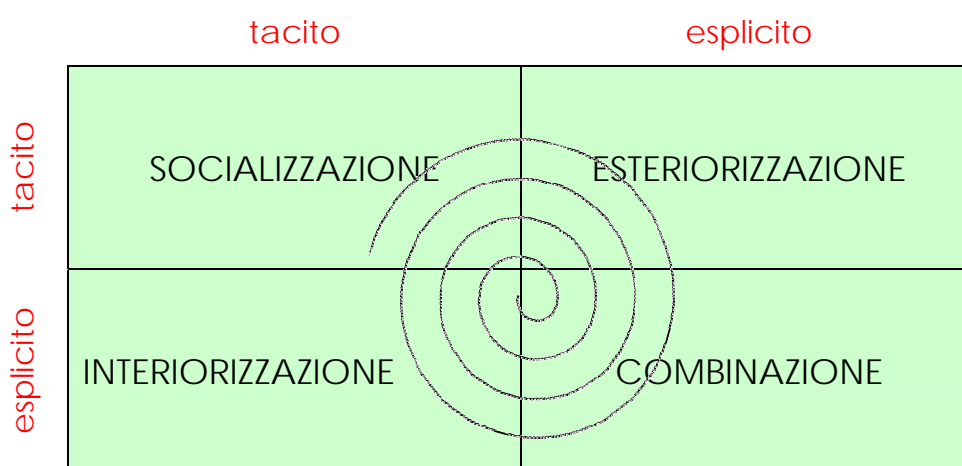 tacito
esplicito
tacito
SOCIALIZZAZIONE
ESTERIORIZZAZIONE
esplicito
INTERIORIZZAZIONE
COMBINAZIONE